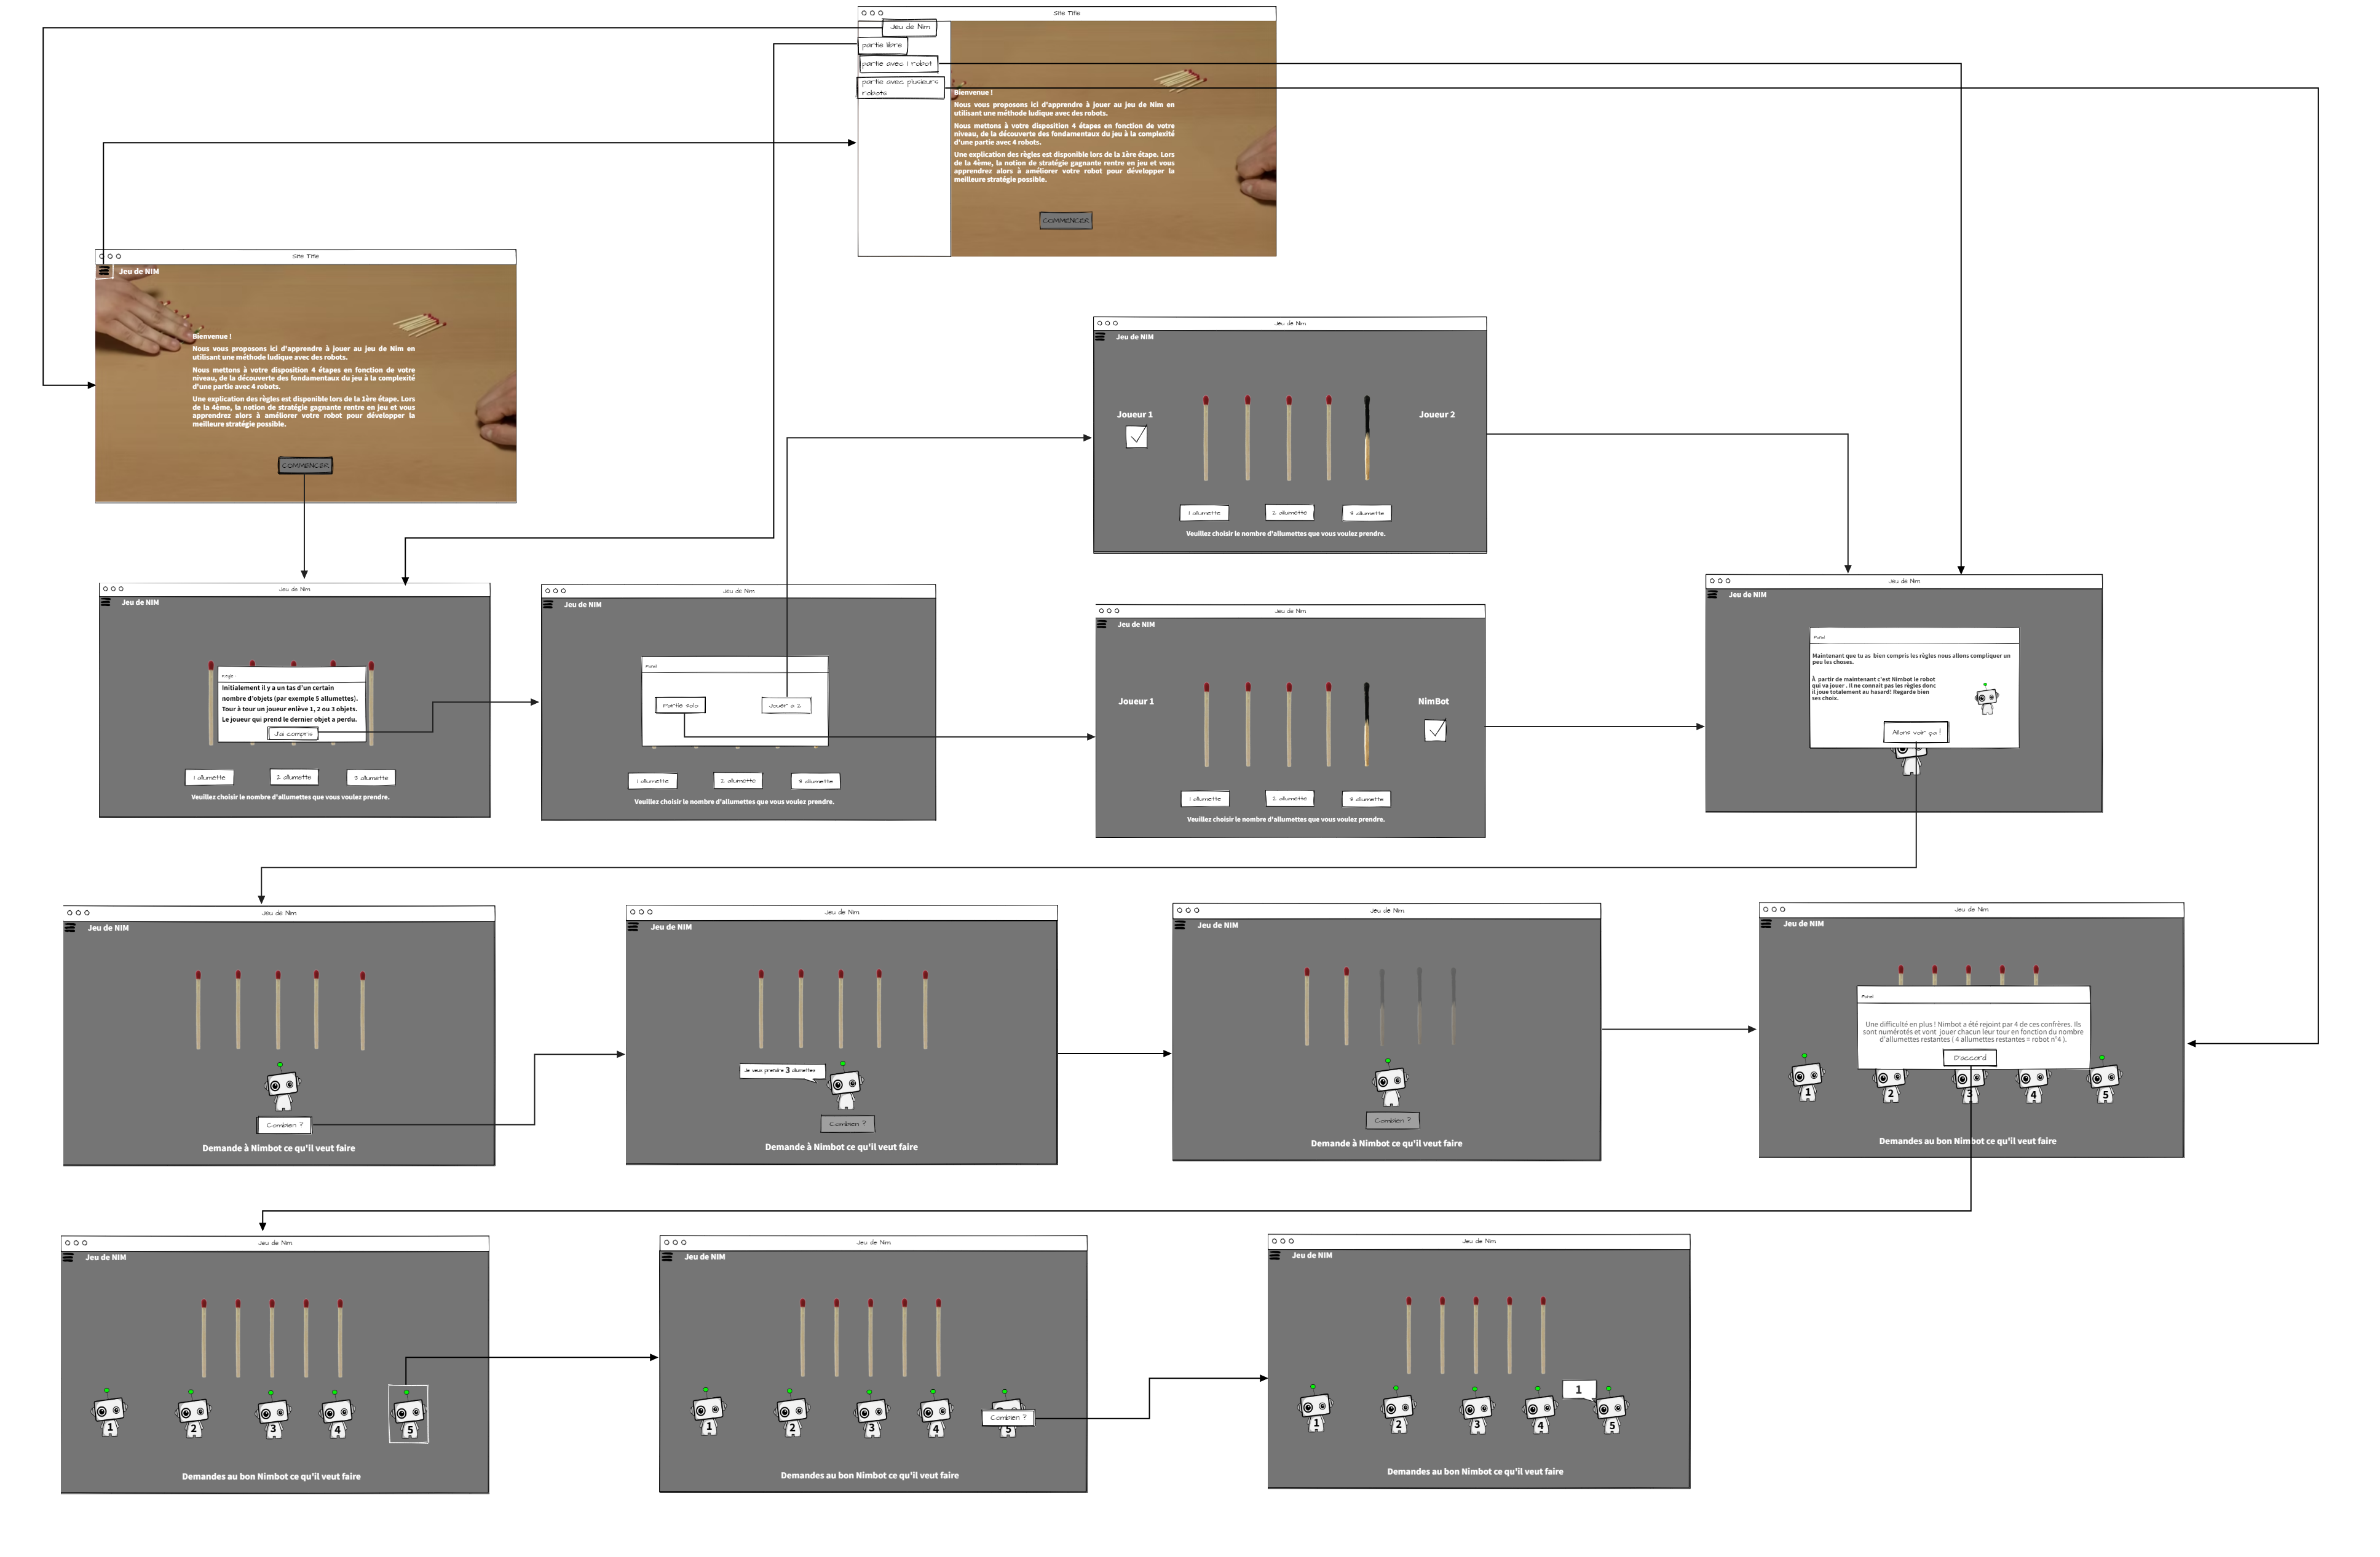 Site Title
Jeu de Nim
partie libre
partie avec 1 robot
partie avec plusieurs
robots
Bienvenue !
Nous vous proposons ici d'apprendre à jouer au jeu de Nim en
utilisant une méthode ludique avec des robots.
Nous mettons à votre disposition 4 étapes en fonction de votre
niveau, de la découverte des fondamentaux du jeu à la complexité
d'une partie avec 4 robots.
Une explication des règles est disponible lors de la 1ère étape. Lors
de la 4ème, la notion de stratégie gagnante rentre en jeu et vous
apprendrez alors à améliorer votre robot pour développer la
meilleure stratégie possible.
COMMENCER
Site Title
Jeu de NIM
Bienvenue !
Nous vous proposons ici d'apprendre à jouer au jeu de Nim en
utilisant une méthode ludique avec des robots.
Nous mettons à votre disposition 4 étapes en fonction de votre
niveau, de la découverte des fondamentaux du jeu à la complexité
d'une partie avec 4 robots.
Une explication des règles est disponible lors de la 1ère étape. Lors
de la 4ème, la notion de stratégie gagnante rentre en jeu et vous
apprendrez alors à améliorer votre robot pour développer la
meilleure stratégie possible.
COMMENCER
Jeu de Nim
Jeu de NIM
Joueur 1
Joueur 2
1 allumette
2 allumette
3 allumette
Veuillez choisir le nombre d'allumettes que vous voulez prendre.
Jeu de Nim
Jeu de NIM
Initialement il y a un tas d'un certain
nombre d'objets (par exemple 5 allumettes).
Tour à tour un joueur enlève 1, 2 ou 3 objets.
Le joueur qui prend le dernier objet a perdu.
J'ai compris
1 allumette
2 allumette
3 allumette
Veuillez choisir le nombre d'allumettes que vous voulez prendre.
Jeu de Nim
Jeu de NIM
Panel
Partie solo
Jouer à 2
1 allumette
2 allumette
3 allumette
Veuillez choisir le nombre d'allumettes que vous voulez prendre.
Jeu de Nim
Jeu de NIM
Joueur 1
NimBot
1 allumette
2 allumette
3 allumette
Veuillez choisir le nombre d'allumettes que vous voulez prendre.
Jeu de Nim
Jeu de NIM
Panel
Maintenant que tu as bien compris les règles nous allons compliquer un
peu les choses.
À partir de maintenant c'est Nimbot le robot
qui va jouer . Il ne connait pas les règles donc
il joue totalement au hasard! Regarde bien
ses choix.
Allons voir ça !
Jeu de Nim
Jeu de NIM
Combien ?
Demande à Nimbot ce qu'il veut faire
Jeu de Nim
Jeu de NIM
Je veux prendre 3 allumettes
Combien ?
Demande à Nimbot ce qu'il veut faire
Jeu de Nim
Jeu de NIM
Combien ?
Demande à Nimbot ce qu'il veut faire
Jeu de Nim
Jeu de NIM
Panel
Une difficulté en plus ! Nimbot a été rejoint par 4 de ces confrères. Ils
sont numérotés et vont jouer chacun leur tour en fonction du nombre
d'allumettes restantes ( 4 allumettes restantes = robot n°4 ).
D'accord
1 2 3 4 5
Demandes au bon Nimbot ce qu'il veut faire
Jeu de Nim
Jeu de NIM
1 2 3 4 5
Demandes au bon Nimbot ce qu'il veut faire
Jeu de Nim
Jeu de NIM
Combien ?
1 2 3 4 5
Demandes au bon Nimbot ce qu'il veut faire
Jeu de Nim
Jeu de NIM
1
1 2 3 4 5
Demandes au bon Nimbot ce qu'il veut faire